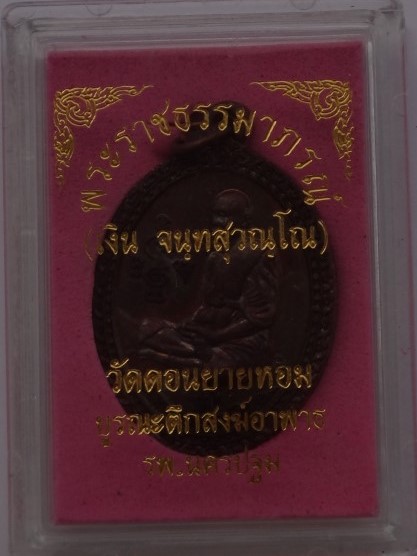 พระราชธรรมาภรณ์
(เงิน จนฺทสุวณฺโณ)
วัดดอนยายหอม
บูรณะตึกสงฆ์อาพาธ
รพ.นครปฐม